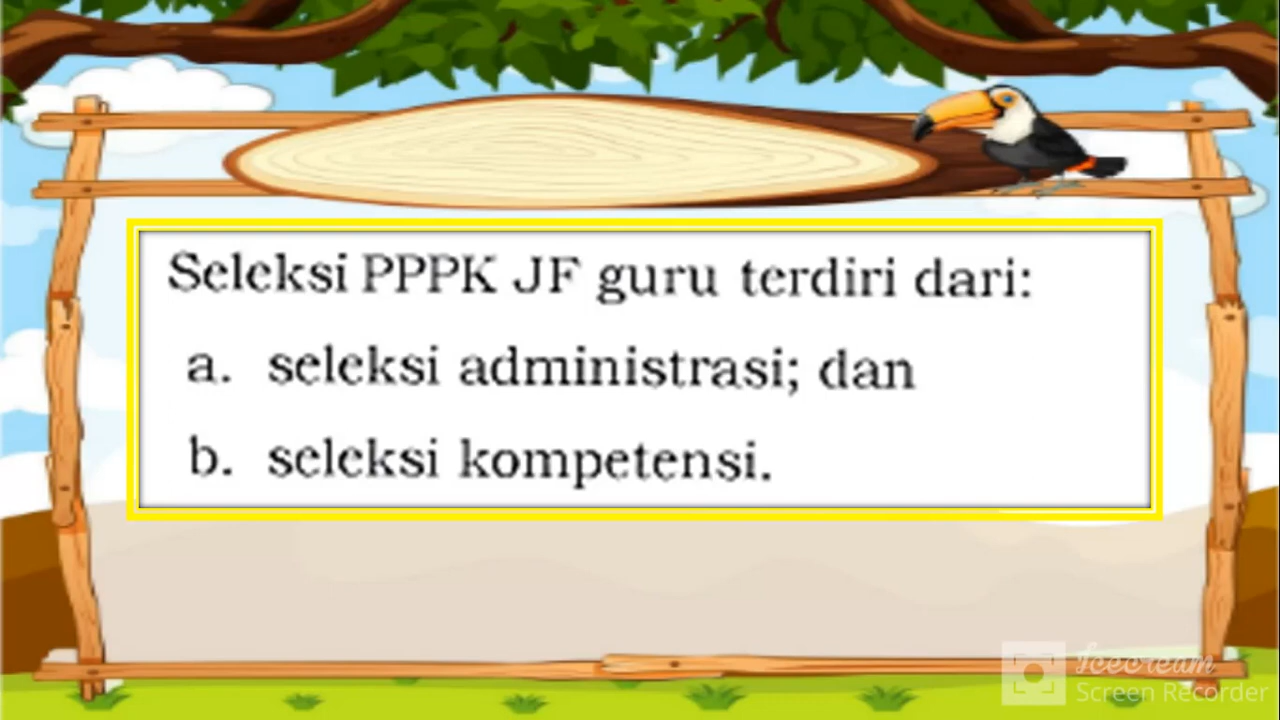 Seleksi PPPK JF guru terdiri dari:
a. seleksi administrasi; dan
b. seleksi kompetensi.
Icecream
Screen Recorder